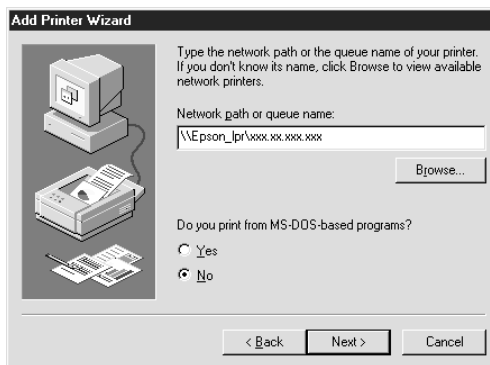 Add Printer Wizard
Type the network path or the queue name of your printer.
If you don't know its name, click Browse to view available
network printers.
Network path or queue name:
\\Epson_lpr\xxx.xx.xxx.xxx
Browse...
Do you print from MS-DOS-based programs?
Yes
No
< Back
Next >
Cancel